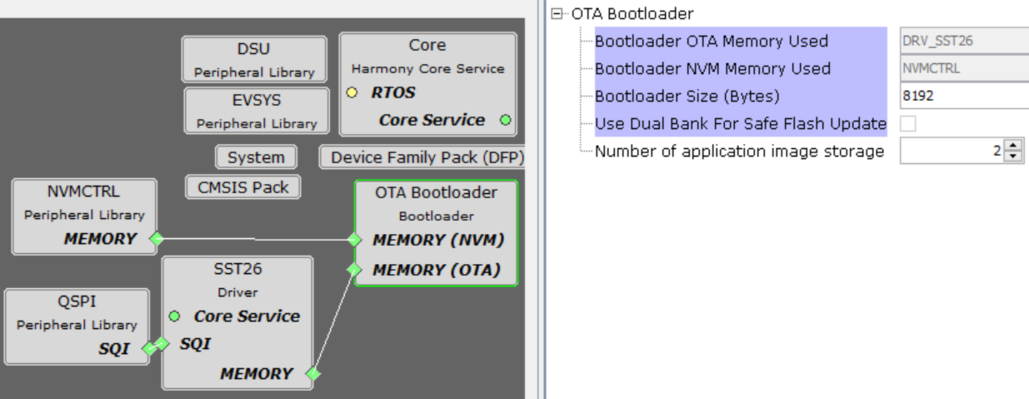 DSU
Peripheral Library
EVSYS
Peripheral Library
Core
Harmony Core Service
RTOS
Core Service
System
Device Family Pack (DFP)
CMSIS Pack
NVMCTRL
Peripheral Library
MEMORY
OTA Bootloader
Bootloader
MEMORY (NVM)
MEMORY (OTA)
SST26
Driver
Core Service
SQI
MEMORY
QSPI
Peripheral Library
SQI
OTA Bootloader
Bootloader OTA Memory Used DRV_SST26
Bootloader NVM Memory Used NVMCTRL
Bootloader Size (Bytes) 8192
Use Dual Bank For Safe Flash Update
Number of application image storage 2